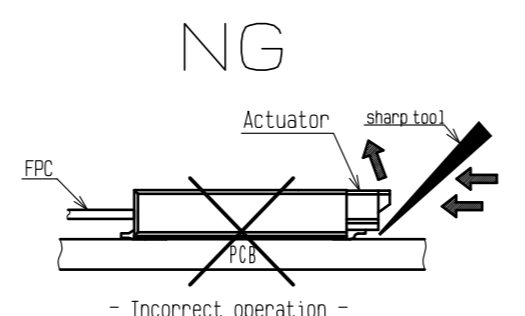 NG
Actuator
sharp tool
FPC
PCB
- Incorrect operation -